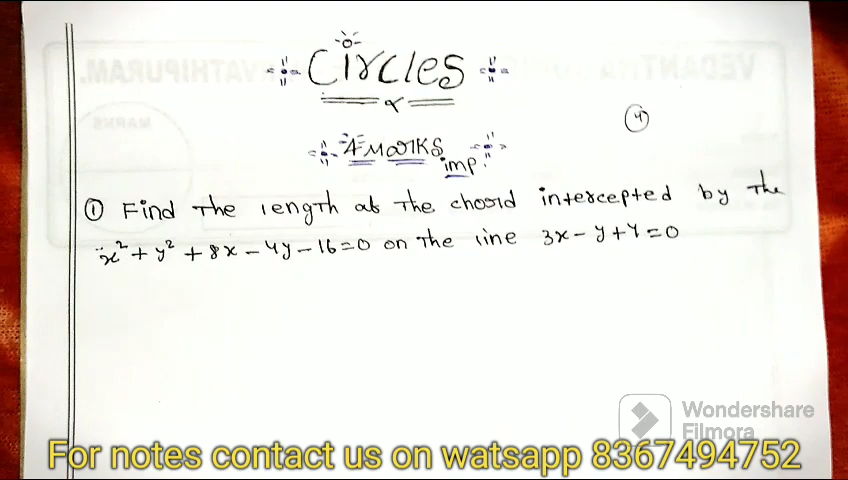 Circles
4 Marks
imp.
4
① Find the length of the chord intercepted by the
x² + y² + 8x - 4y - 16 = 0 on the line 3x - y + 4 = 0
Wondershare
Filmora
For notes contact us on watsapp 8367494752